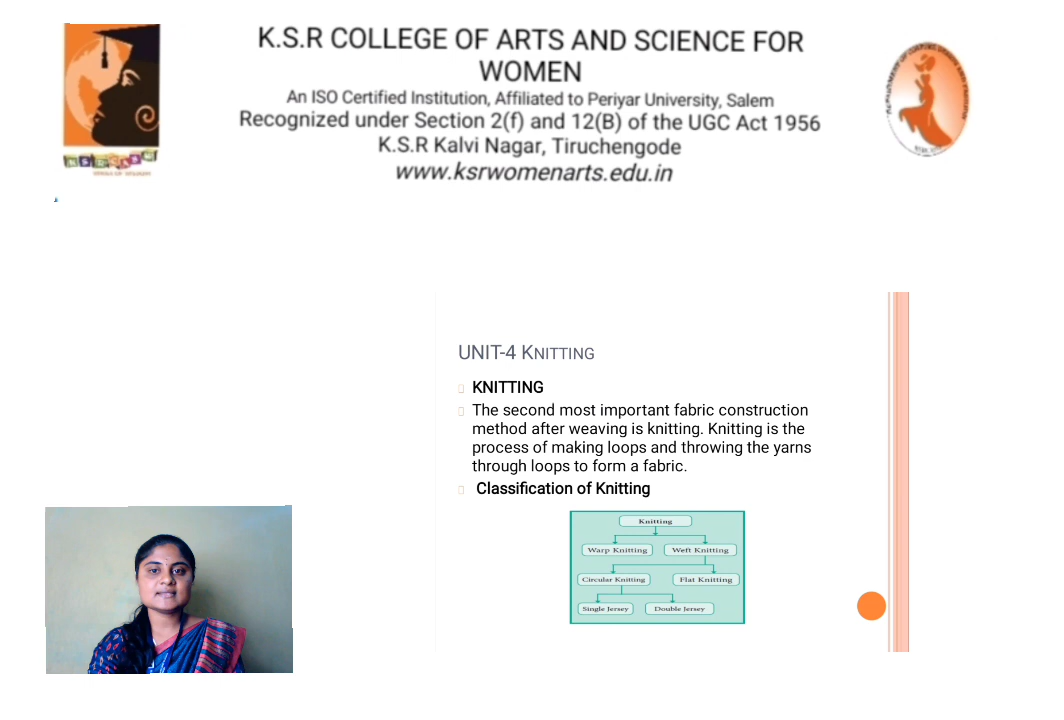 K.S.R COLLEGE OF ARTS AND SCIENCE FOR
WOMEN
An ISO Certified Institution, Affiliated to Periyar University, Salem
Recognized under Section 2(f) and 12(B) of the UGC Act 1956
K.S.R Kalvi Nagar, Tiruchengode
www.ksrwomenarts.edu.in
UNIT-4 KNITTING
KNITTING
The second most important fabric construction
method after weaving is knitting. Knitting is the
process of making loops and throwing the yarns
through loops to form a fabric.
Classification of Knitting
Knitting
Warp Knitting Weft Knitting
Circular Knitting Flat Knitting
Single Jersey Double Jersey